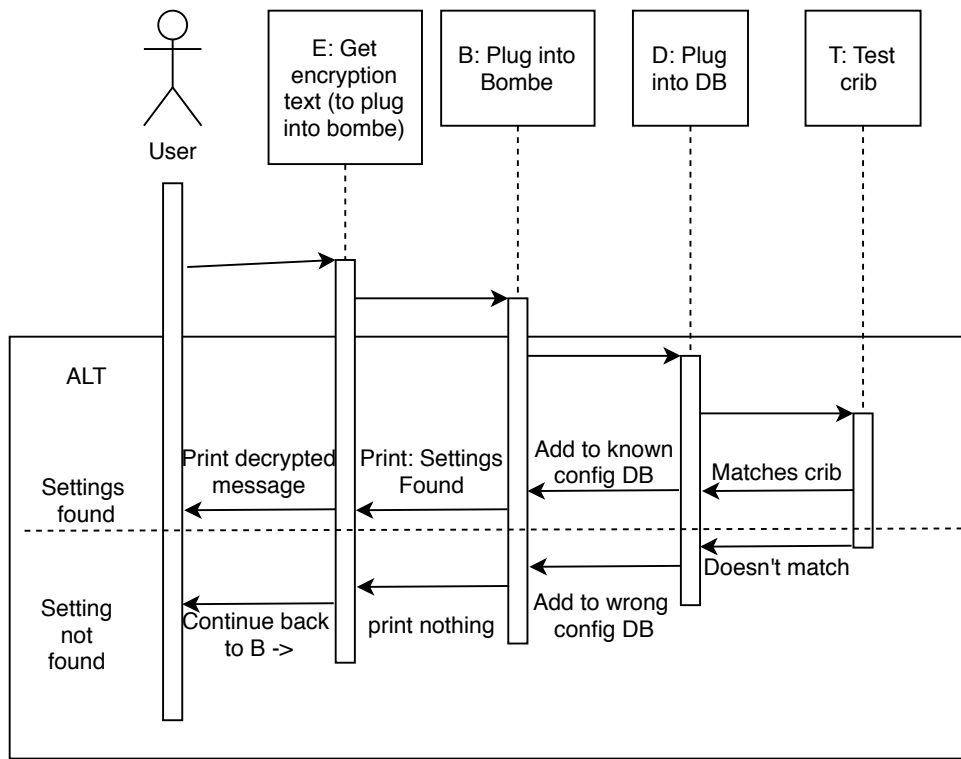 E: Get
encryption
text (to plug
into bombe)
B: Plug into
Bombe
D: Plug
into DB
T: Test
crib
User
ALT
Settings
found
Print decrypted
message
Print: Settings
Found
Add to known
config DB
Matches crib
Setting
not
found
Continue back
to B ->
print nothing
Add to wrong
config DB
Doesn't match